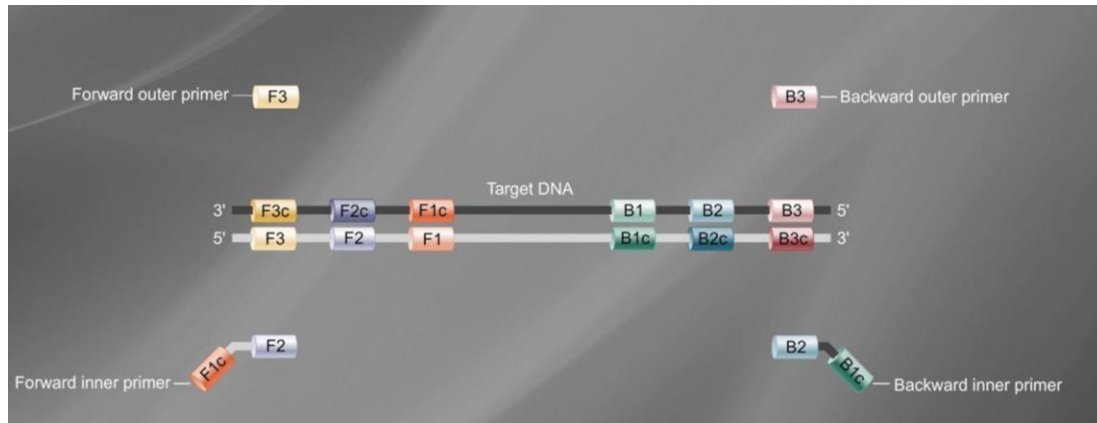 Forward outer primer F3 B3 Backward outer primer
Target DNA
3' F3c F2c F1c B1 B2 B3 5'
5' F3 F2 F1 B1c B2c B3c 3'
F2 B2
Forward inner primer F1c B1c Backward inner primer